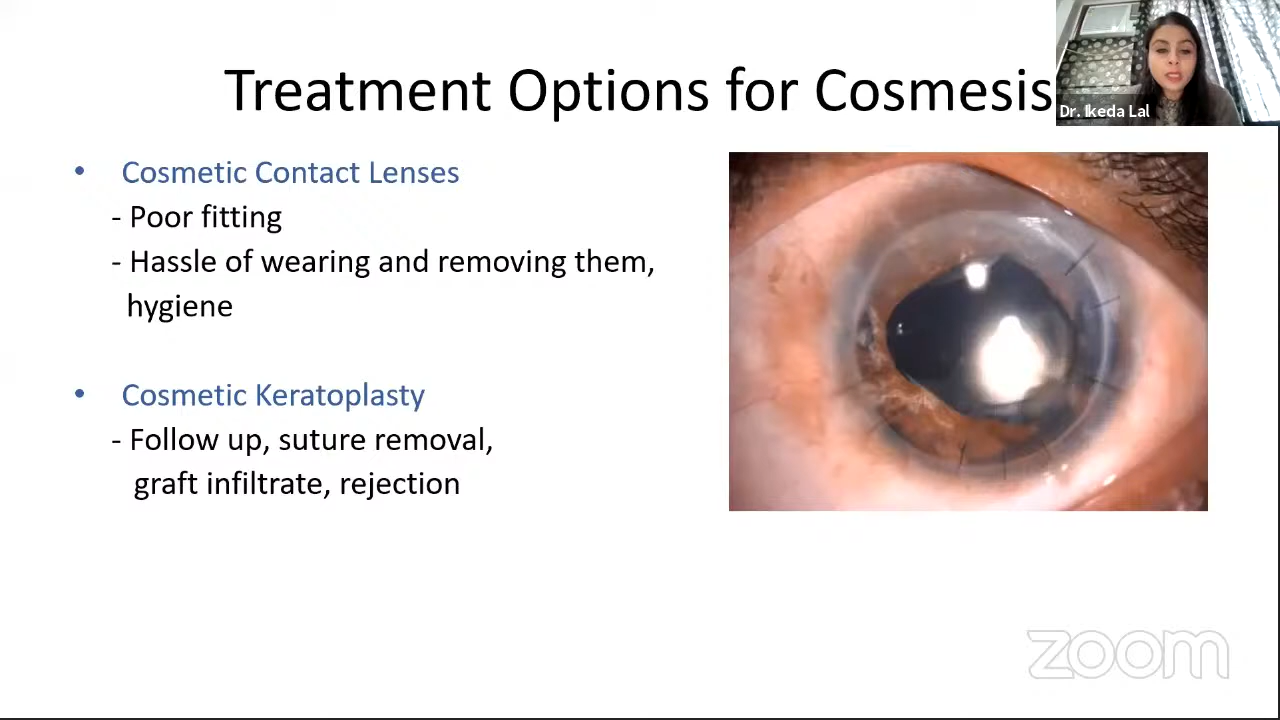 Treatment Options for Cosmesis
Dr. Ikeda Lal
• Cosmetic Contact Lenses
- Poor fitting
- Hassle of wearing and removing them,
hygiene
• Cosmetic Keratoplasty
- Follow up, suture removal,
graft infiltrate, rejection
zoom